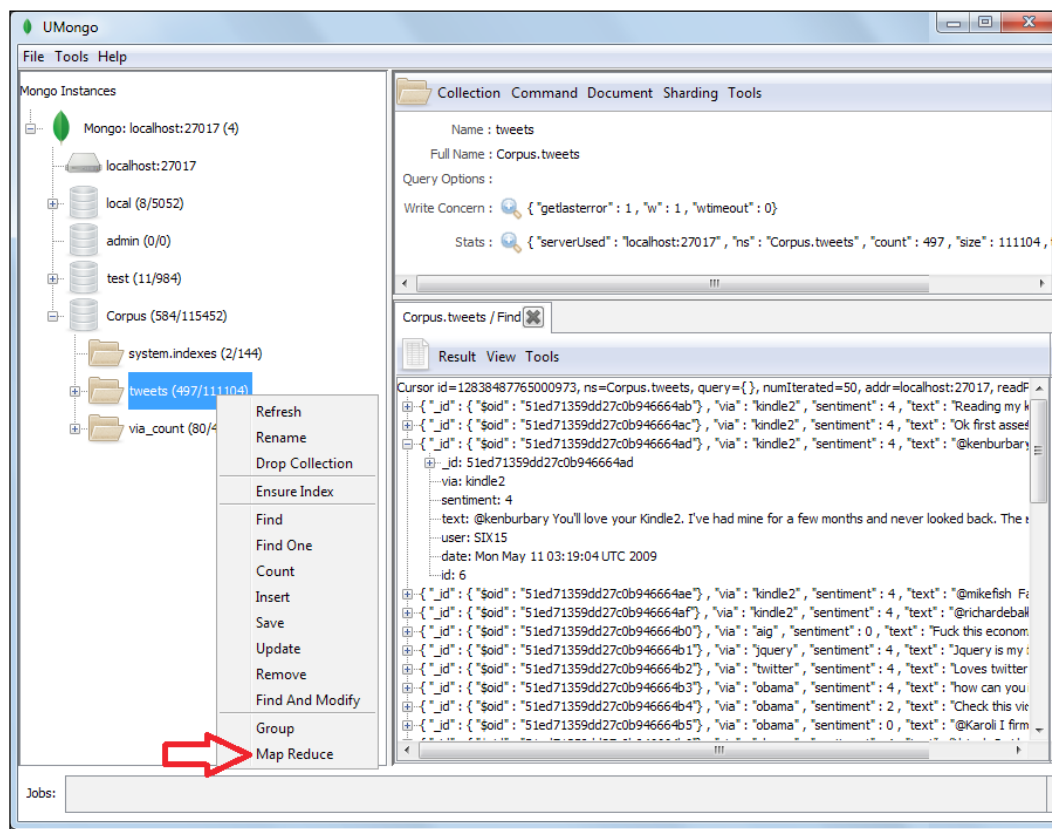 UMongo
File Tools Help
Mongo Instances
Mongo: localhost:27017 (4)
localhost:27017
local (8/5052)
admin (0/0)
test (11/984)
Corpus (584/115452)
system.indexes (2/144)
tweets (497/111104)
via_count (80/4
Refresh
Rename
Drop Collection
Ensure Index
Find
Find One
Count
Insert
Save
Update
Remove
Find And Modify
Group
Map Reduce
Collection Command Document Sharding Tools
Name : tweets
Full Name : Corpus.tweets
Query Options :
Write Concern : { "getlasterror" : 1 , "w" : 1 , "wtimeout" : 0}
Stats : { "serverUsed" : "localhost:27017" , "ns" : "Corpus.tweets" , "count" : 497 , "size" : 111104 ,
Corpus.tweets / Find
Result View Tools
Cursor id=12838487765000973, ns=Corpus.tweets, query={}, numIterated=50, addr=localhost:27017, readP
{ "_id" : { "$oid" : "51ed71359dd27c0b946664ab"} , "via" : "kindle2" , "sentiment" : 4 , "text" : "Reading my k
{ "_id" : { "$oid" : "51ed71359dd27c0b946664ac"} , "via" : "kindle2" , "sentiment" : 4 , "text" : "Ok first asses
{ "_id" : { "$oid" : "51ed71359dd27c0b946664ad"} , "via" : "kindle2" , "sentiment" : 4 , "text" : "@kenburbary
_id: 51ed71359dd27c0b946664ad
via: kindle2
sentiment: 4
text: @kenburbary You'll love your Kindle2. I've had mine for a few months and never looked back. The
user: SIX15
date: Mon May 11 03:19:04 UTC 2009
id: 6
{ "_id" : { "$oid" : "51ed71359dd27c0b946664ae"} , "via" : "kindle2" , "sentiment" : 4 , "text" : "@mikefish Fa
{ "_id" : { "$oid" : "51ed71359dd27c0b946664af"} , "via" : "kindle2" , "sentiment" : 4 , "text" : "@richardebak
{ "_id" : { "$oid" : "51ed71359dd27c0b946664b0"} , "via" : "aig" , "sentiment" : 0 , "text" : "Fuck this econom
{ "_id" : { "$oid" : "51ed71359dd27c0b946664b1"} , "via" : "jquery" , "sentiment" : 4 , "text" : "Jquery is my
{ "_id" : { "$oid" : "51ed71359dd27c0b946664b2"} , "via" : "twitter" , "sentiment" : 4 , "text" : "Loves twitter
{ "_id" : { "$oid" : "51ed71359dd27c0b946664b3"} , "via" : "obama" , "sentiment" : 4 , "text" : "how can you
{ "_id" : { "$oid" : "51ed71359dd27c0b946664b4"} , "via" : "obama" , "sentiment" : 2 , "text" : "Check this vir
{ "_id" : { "$oid" : "51ed71359dd27c0b946664b5"} , "via" : "obama" , "sentiment" : 0 , "text" : "@Karoli I firm
Jobs: